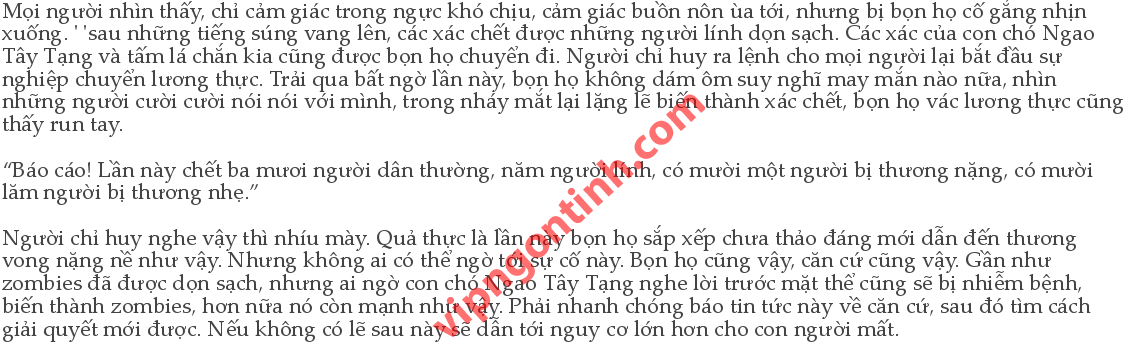 Mọi người nhìn thấy, chỉ cảm giác trong ngực khó chịu, cảm giác buồn nôn ùa tới, nhưng bị bọn họ cố gắng nhịn
xuống. ' 'sau những tiếng súng vang lên, các xác chết được những người lính dọn sạch. Các xác của con chó Ngao
Tây Tạng và tấm lá chắn kia cũng được bọn họ chuyển đi. Người chỉ huy ra lệnh cho mọi người lại bắt đầu sự
nghiệp chuyển lương thực. Trải qua bất ngờ lần này, bọn họ không dám ôm suy nghĩ may mắn nào nữa, nhìn
những người cười cười nói nói với mình, trong nháy mắt lại lặng lẽ biến thành xác chết, bọn họ vác lương thực cũng
thấy run tay.
“Báo cáo! Lần này chết ba mươi người dân thường, năm người lính, có mười một người bị thương nặng, có mười
lăm người bị thương nhẹ.”
Người chỉ huy nghe vậy thì nhíu mày. Quả thực là lần này bọn họ sắp xếp chưa thảo đáng mới dẫn đến thương
vong nặng nề như vậy. Nhưng không ai có thể ngờ tới sự cố này. Bọn họ cũng vậy, căn cứ cũng vậy. Gần như
zombies đã được dọn sạch, nhưng ai ngờ con chó Ngao Tây Tạng nghe lời trước mặt thế cũng sẽ bị nhiễm bệnh,
biến thành zombies, hơn nữa nó còn mạnh như vậy. Phải nhanh chóng báo tin tức này về căn cứ, sau đó tìm cách
giải quyết mới được. Nếu không có lẽ sau này sẽ dẫn tới nguy cơ lớn hơn cho con người mất.
vipngontinh.com